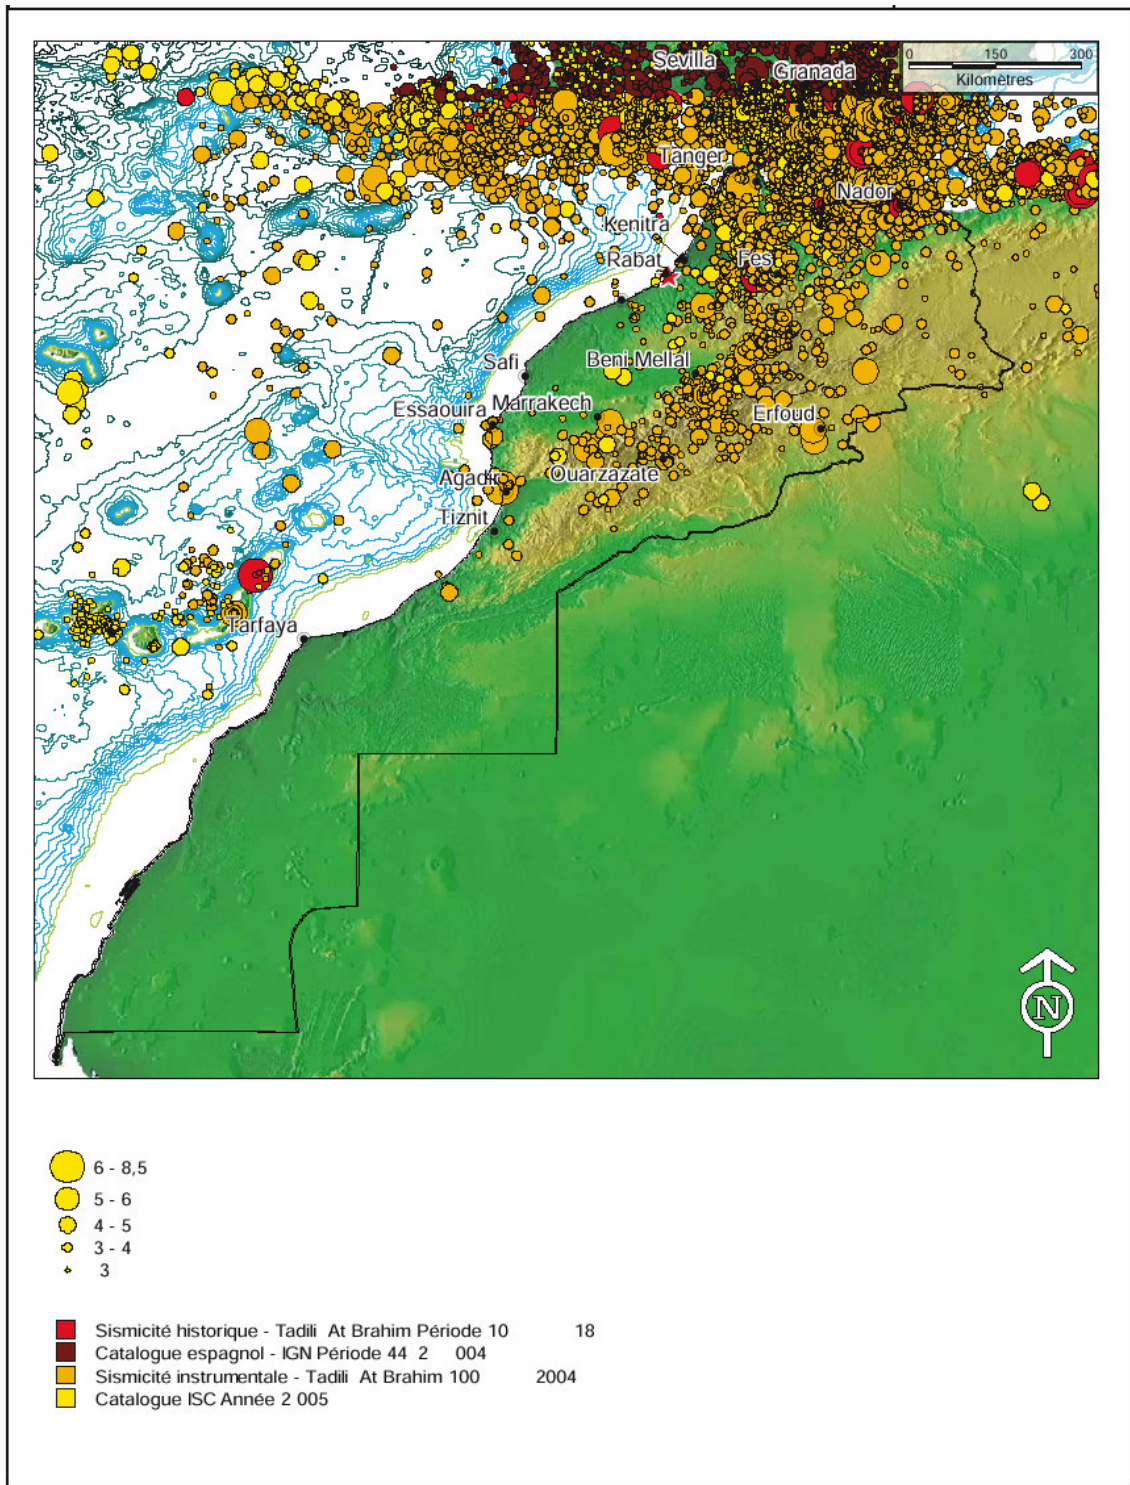 Sevilla
Granada
0 150 300
Kilomètres
Tanger
Nador
Kenitra
Rabat
Fes
Safi
Beni Mellal
Essaouira
Marrakech
Erfoud
Agadir
Ouarzazate
Tiznit
Tarfaya
N
6 - 8,5
5 - 6
4 - 5
3 - 4
3
Sismicité historique - Tadili At Brahim Période 10 18
Catalogue espagnol - IGN Période 44 2 004
Sismicité instrumentale - Tadili At Brahim 100 2004
Catalogue ISC Année 2 005